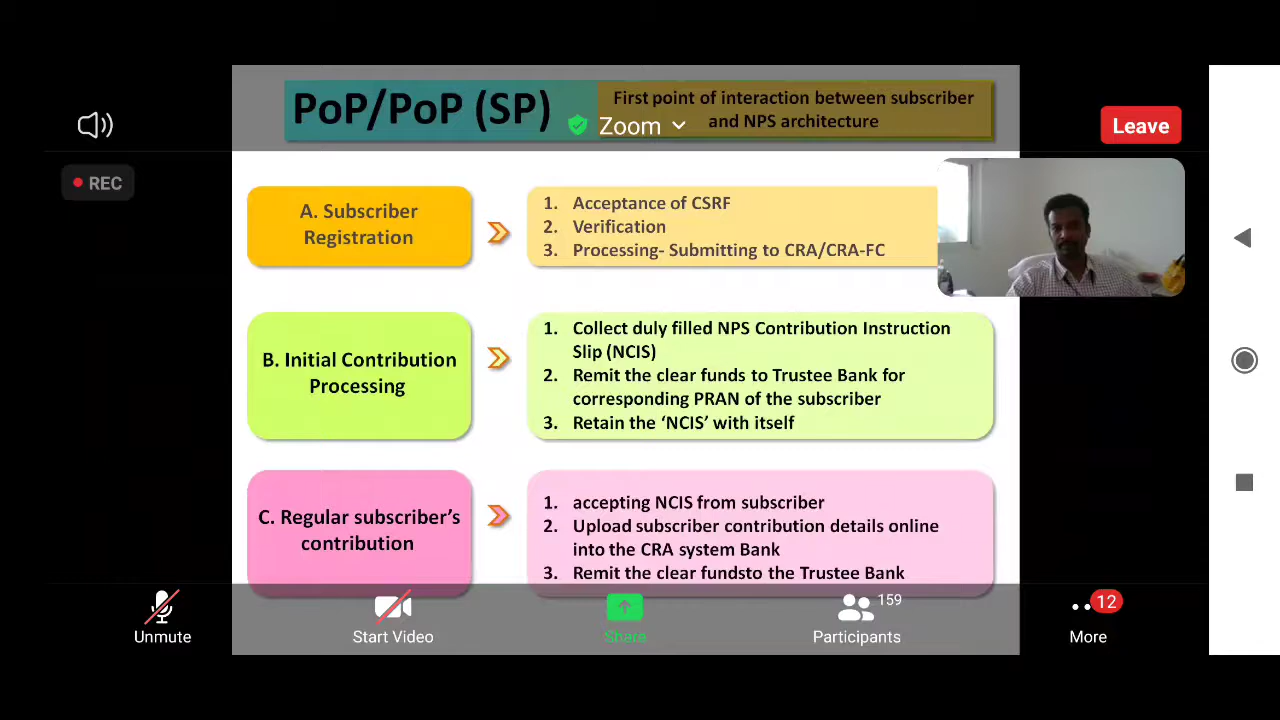 PoP/PoP (SP)
First point of interaction between subscriber
and NPS architecture
Zoom
Leave
REC
A. Subscriber
Registration
1. Acceptance of CSRF
2. Verification
3. Processing- Submitting to CRA/CRA-FC
B. Initial Contribution
Processing
1. Collect duly filled NPS Contribution Instruction
Slip (NCIS)
2. Remit the clear funds to Trustee Bank for
corresponding PRAN of the subscriber
3. Retain the ‘NCIS’ with itself
C. Regular subscriber’s
contribution
1. accepting NCIS from subscriber
2. Upload subscriber contribution details online
into the CRA system Bank
3. Remit the clear fundsto the Trustee Bank
159
12
Unmute
Start Video
Share
Participants
More